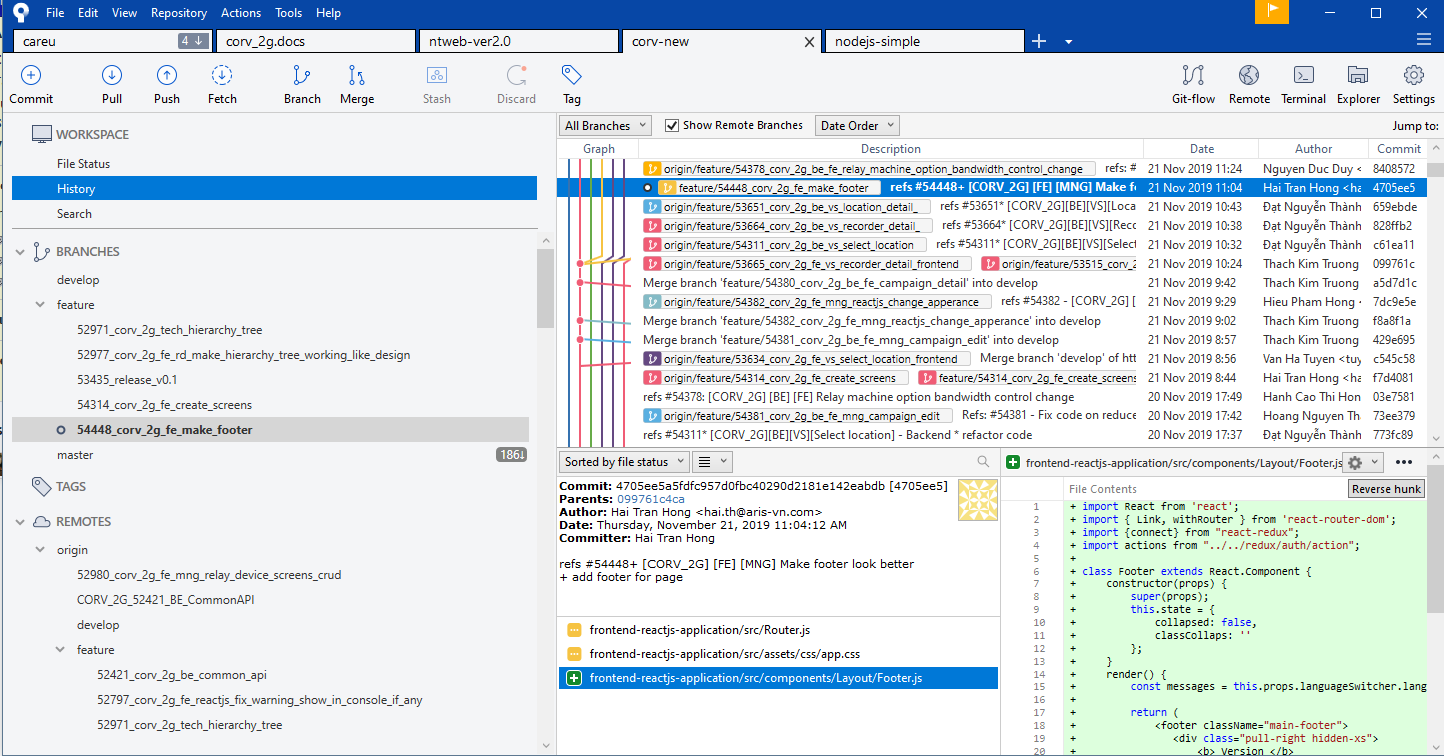 File Edit View Repository Actions Tools Help
careu 4 ↓ corv_2g.docs ntweb-ver2.0 corv-new nodejs-simple
Commit Pull Push Fetch Branch Merge Stash Discard Tag Git-flow Remote Terminal Explorer Settings
WORKSPACE
File Status
History
Search
BRANCHES
develop
feature
52971_corv_2g_tech_hierarchy_tree
52977_corv_2g_fe_rd_make_hierarchy_tree_working_like_design
53435_release_v0.1
54314_corv_2g_fe_create_screens
54448_corv_2g_fe_make_footer
master 186↓
TAGS
REMOTES
origin
52980_corv_2g_fe_mng_relay_device_screens_crud
CORV_2G_52421_BE_CommonAPI
develop
feature
52421_corv_2g_be_common_api
52797_corv_2g_fe_reactjs_fix_warning_show_in_console_if_any
52971_corv_2g_tech_hierarchy_tree
All Branches Show Remote Branches Date Order Jump to:
Graph Description Date Author Commit
origin/feature/54378_corv_2g_be_fe_relay_machine_option_bandwidth_control_change refs: # 21 Nov 2019 11:24 Nguyen Duc Duy < 8408572
feature/54448_corv_2g_fe_make_footer refs #54448+ [CORV_2G] [FE] [MNG] Make fo 21 Nov 2019 11:04 Hai Tran Hong <ha 4705ee5
origin/feature/53651_corv_2g_be_vs_location_detail_ refs #53651* [CORV_2G][BE][VS][Loca 21 Nov 2019 10:43 Đạt Nguyễn Thành 659ebde
origin/feature/53664_corv_2g_be_vs_recorder_detail_ refs #53664* [CORV_2G][BE][VS][Reco 21 Nov 2019 10:38 Đạt Nguyễn Thành 828ffb2
origin/feature/54311_corv_2g_be_vs_select_location refs #54311* [CORV_2G][BE][VS][Select 21 Nov 2019 10:32 Đạt Nguyễn Thành c61ea11
origin/feature/53665_corv_2g_fe_vs_recorder_detail_frontend origin/feature/53515_corv_2 21 Nov 2019 10:24 Thach Kim Truong 099761c
Merge branch 'feature/54380_corv_2g_be_fe_campaign_detail' into develop 21 Nov 2019 9:42 Thach Kim Truong a5d7d1c
origin/feature/54382_corv_2g_fe_mng_reactjs_change_apperance refs #54382 - [CORV_2G] [ 21 Nov 2019 9:29 Hieu Pham Hong < 7dc9e5e
Merge branch 'feature/54382_corv_2g_fe_mng_reactjs_change_apperance' into develop 21 Nov 2019 9:02 Thach Kim Truong f8a8f1a
Merge branch 'feature/54381_corv_2g_be_fe_mng_campaign_edit' into develop 21 Nov 2019 8:57 Thach Kim Truong 429e695
origin/feature/53634_corv_2g_fe_vs_select_location_frontend Merge branch 'develop' of htt 21 Nov 2019 8:56 Van Ha Tuyen <tuy c545c58
origin/feature/54314_corv_2g_fe_create_screens feature/54314_corv_2g_fe_create_screens 21 Nov 2019 8:44 Hai Tran Hong <ha f7d4081
refs #54378: [CORV_2G] [BE] [FE] Relay machine option bandwidth control change 20 Nov 2019 17:49 Hanh Cao Thi Hon 03e7581
origin/feature/54381_corv_2g_be_fe_mng_campaign_edit Refs: #54381 - Fix code on reduce 20 Nov 2019 17:42 Hoang Nguyen Th 73ee379
refs #54311* [CORV_2G][BE][VS][Select location] - Backend * refactor code 20 Nov 2019 17:37 Đạt Nguyễn Thành 773fc89
Sorted by file status
Commit: 4705ee5a5fdfc957d0fbc40290d2181e142eabdb [4705ee5]
Parents: 099761c4ca
Author: Hai Tran Hong <hai.th@aris-vn.com>
Date: Thursday, November 21, 2019 11:04:12 AM
Committer: Hai Tran Hong
refs #54448+ [CORV_2G] [FE] [MNG] Make footer look better
+ add footer for page
frontend-reactjs-application/src/Router.js
frontend-reactjs-application/src/assets/css/app.css
frontend-reactjs-application/src/components/Layout/Footer.js
frontend-reactjs-application/src/components/Layout/Footer.js
File Contents Reverse hunk
1 + import React from 'react';
2 + import { Link, withRouter } from 'react-router-dom';
3 + import {connect} from "react-redux";
4 + import actions from "../../redux/auth/action";
5 +
6 + class Footer extends React.Component {
7 + constructor(props) {
8 + super(props);
9 + this.state = {
10 + collapsed: false,
11 + classCollaps: ''
12 + };
13 + }
14 + render() {
15 + const messages = this.props.languageSwitcher.lang
16 +
17 + return (
18 + <footer className="main-footer">
19 + <div class="pull-right hidden-xs">
20 + <b> Version </b>